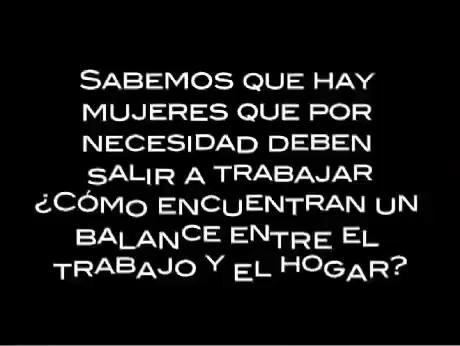 SABEMOS QUE HAY
MUJERES QUE POR
NECESIDAD DEBEN
SALIR A TRABAJAR
¿CÓMO ENCUENTRAN UN
BALANCE ENTRE EL
TRABAJO Y EL HOGAR?